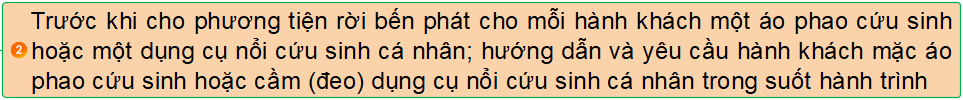 Trước khi cho phương tiện rời bến phát cho mỗi hành khách một áo phao cứu sinh
2 hoặc một dụng cụ nổi cứu sinh cá nhân; hướng dẫn và yêu cầu hành khách mặc áo
phao cứu sinh hoặc cầm (đeo) dụng cụ nổi cứu sinh cá nhân trong suốt hành trình